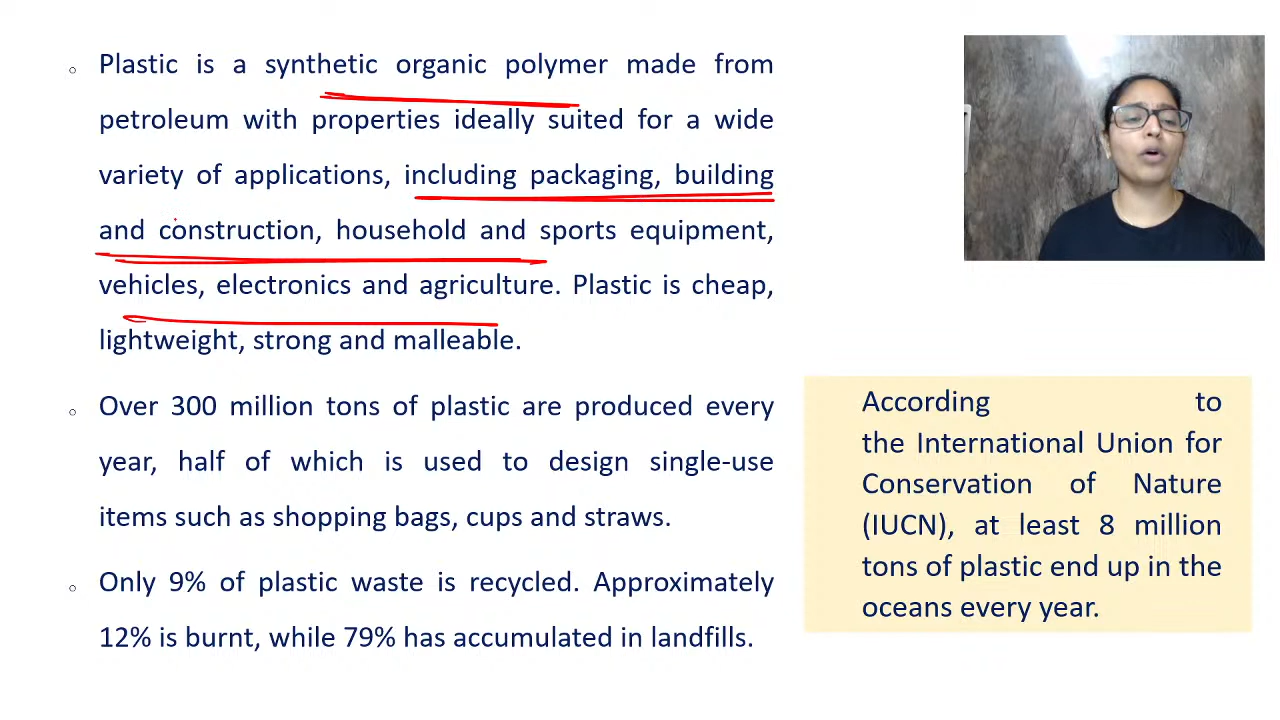 Plastic is a synthetic organic polymer made from
petroleum with properties ideally suited for a wide
variety of applications, including packaging, building
and construction, household and sports equipment,
vehicles, electronics and agriculture. Plastic is cheap,
lightweight, strong and malleable.
Over 300 million tons of plastic are produced every
year, half of which is used to design single-use
items such as shopping bags, cups and straws.
Only 9% of plastic waste is recycled. Approximately
12% is burnt, while 79% has accumulated in landfills.
According to
the International Union for
Conservation of Nature
(IUCN), at least 8 million
tons of plastic end up in the
oceans every year.